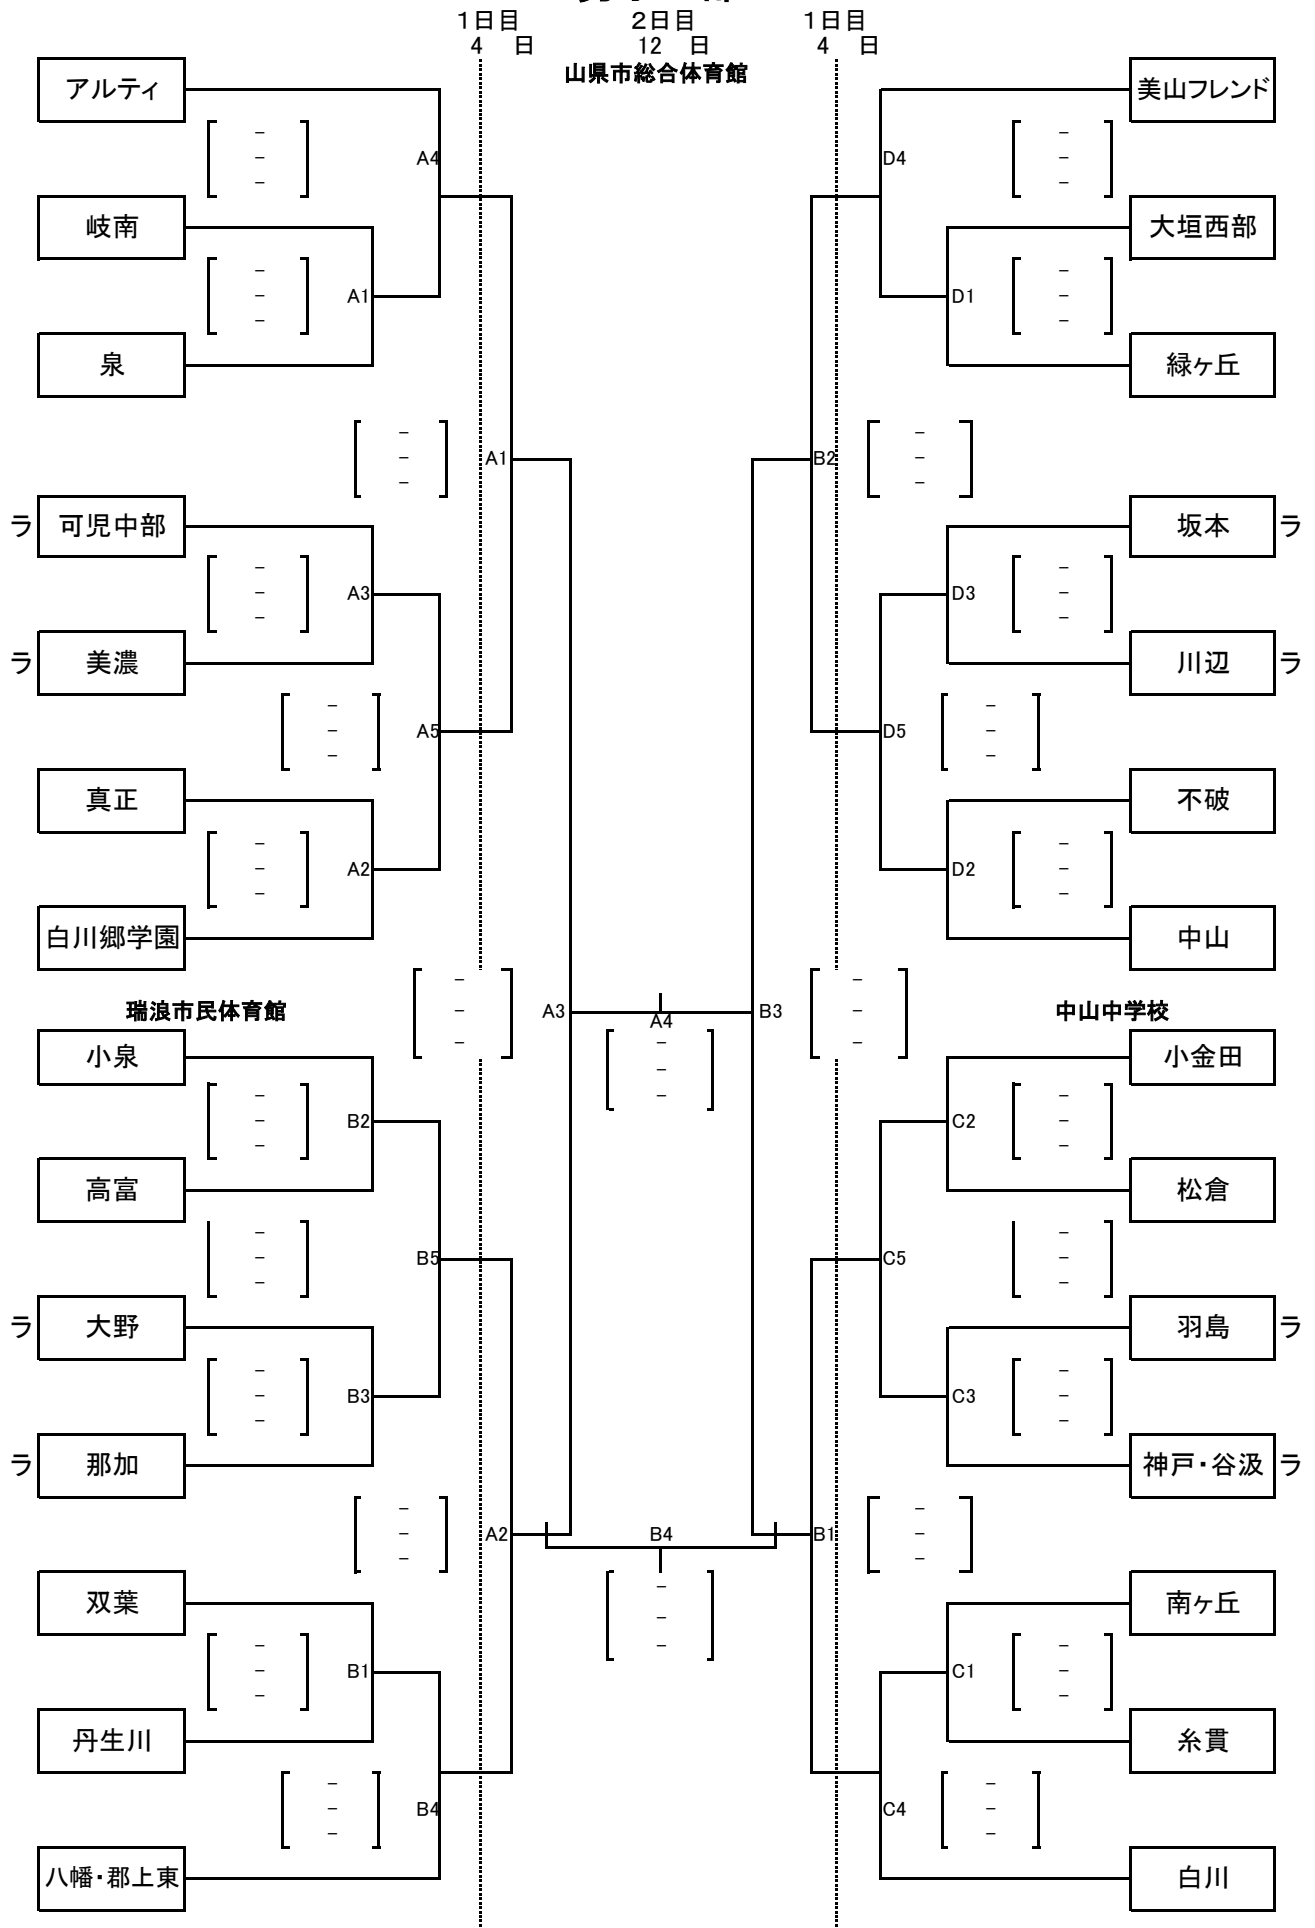 1日目 2日目 1日目
4 日 12 日 4 日
山県市総合体育館
アルティ 美山フレンド
- -
A4 - - D4
- -
岐南 大垣西部
- -
- A1 D1 -
- -
泉 緑ヶ丘
- -
- A1 B2 -
- -
ラ 可児中部 坂本 ラ
- -
- A3 D3 -
- -
ラ 美濃 川辺 ラ
- -
- A5 D5 -
- -
真正 不破
- -
- A2 D2 -
- -
白川郷学園 中山
- -
瑞浪市民体育館 - A3 A4 B3 - 中山中学校
- - -
小泉 - 小金田
- - -
- B2 C2 -
- -
高富 松倉
- -
- B5 C5 -
- -
ラ 大野 羽島 ラ
- -
- B3 C3 -
- -
ラ 那加 神戸・谷汲 ラ
- -
- A2 B4 B1 -
- -
双葉 - 南ヶ丘
-
- - -
- B1 C1 -
- -
丹生川 糸貫
- -
- B4 C4 -
- -
八幡・郡上東 白川